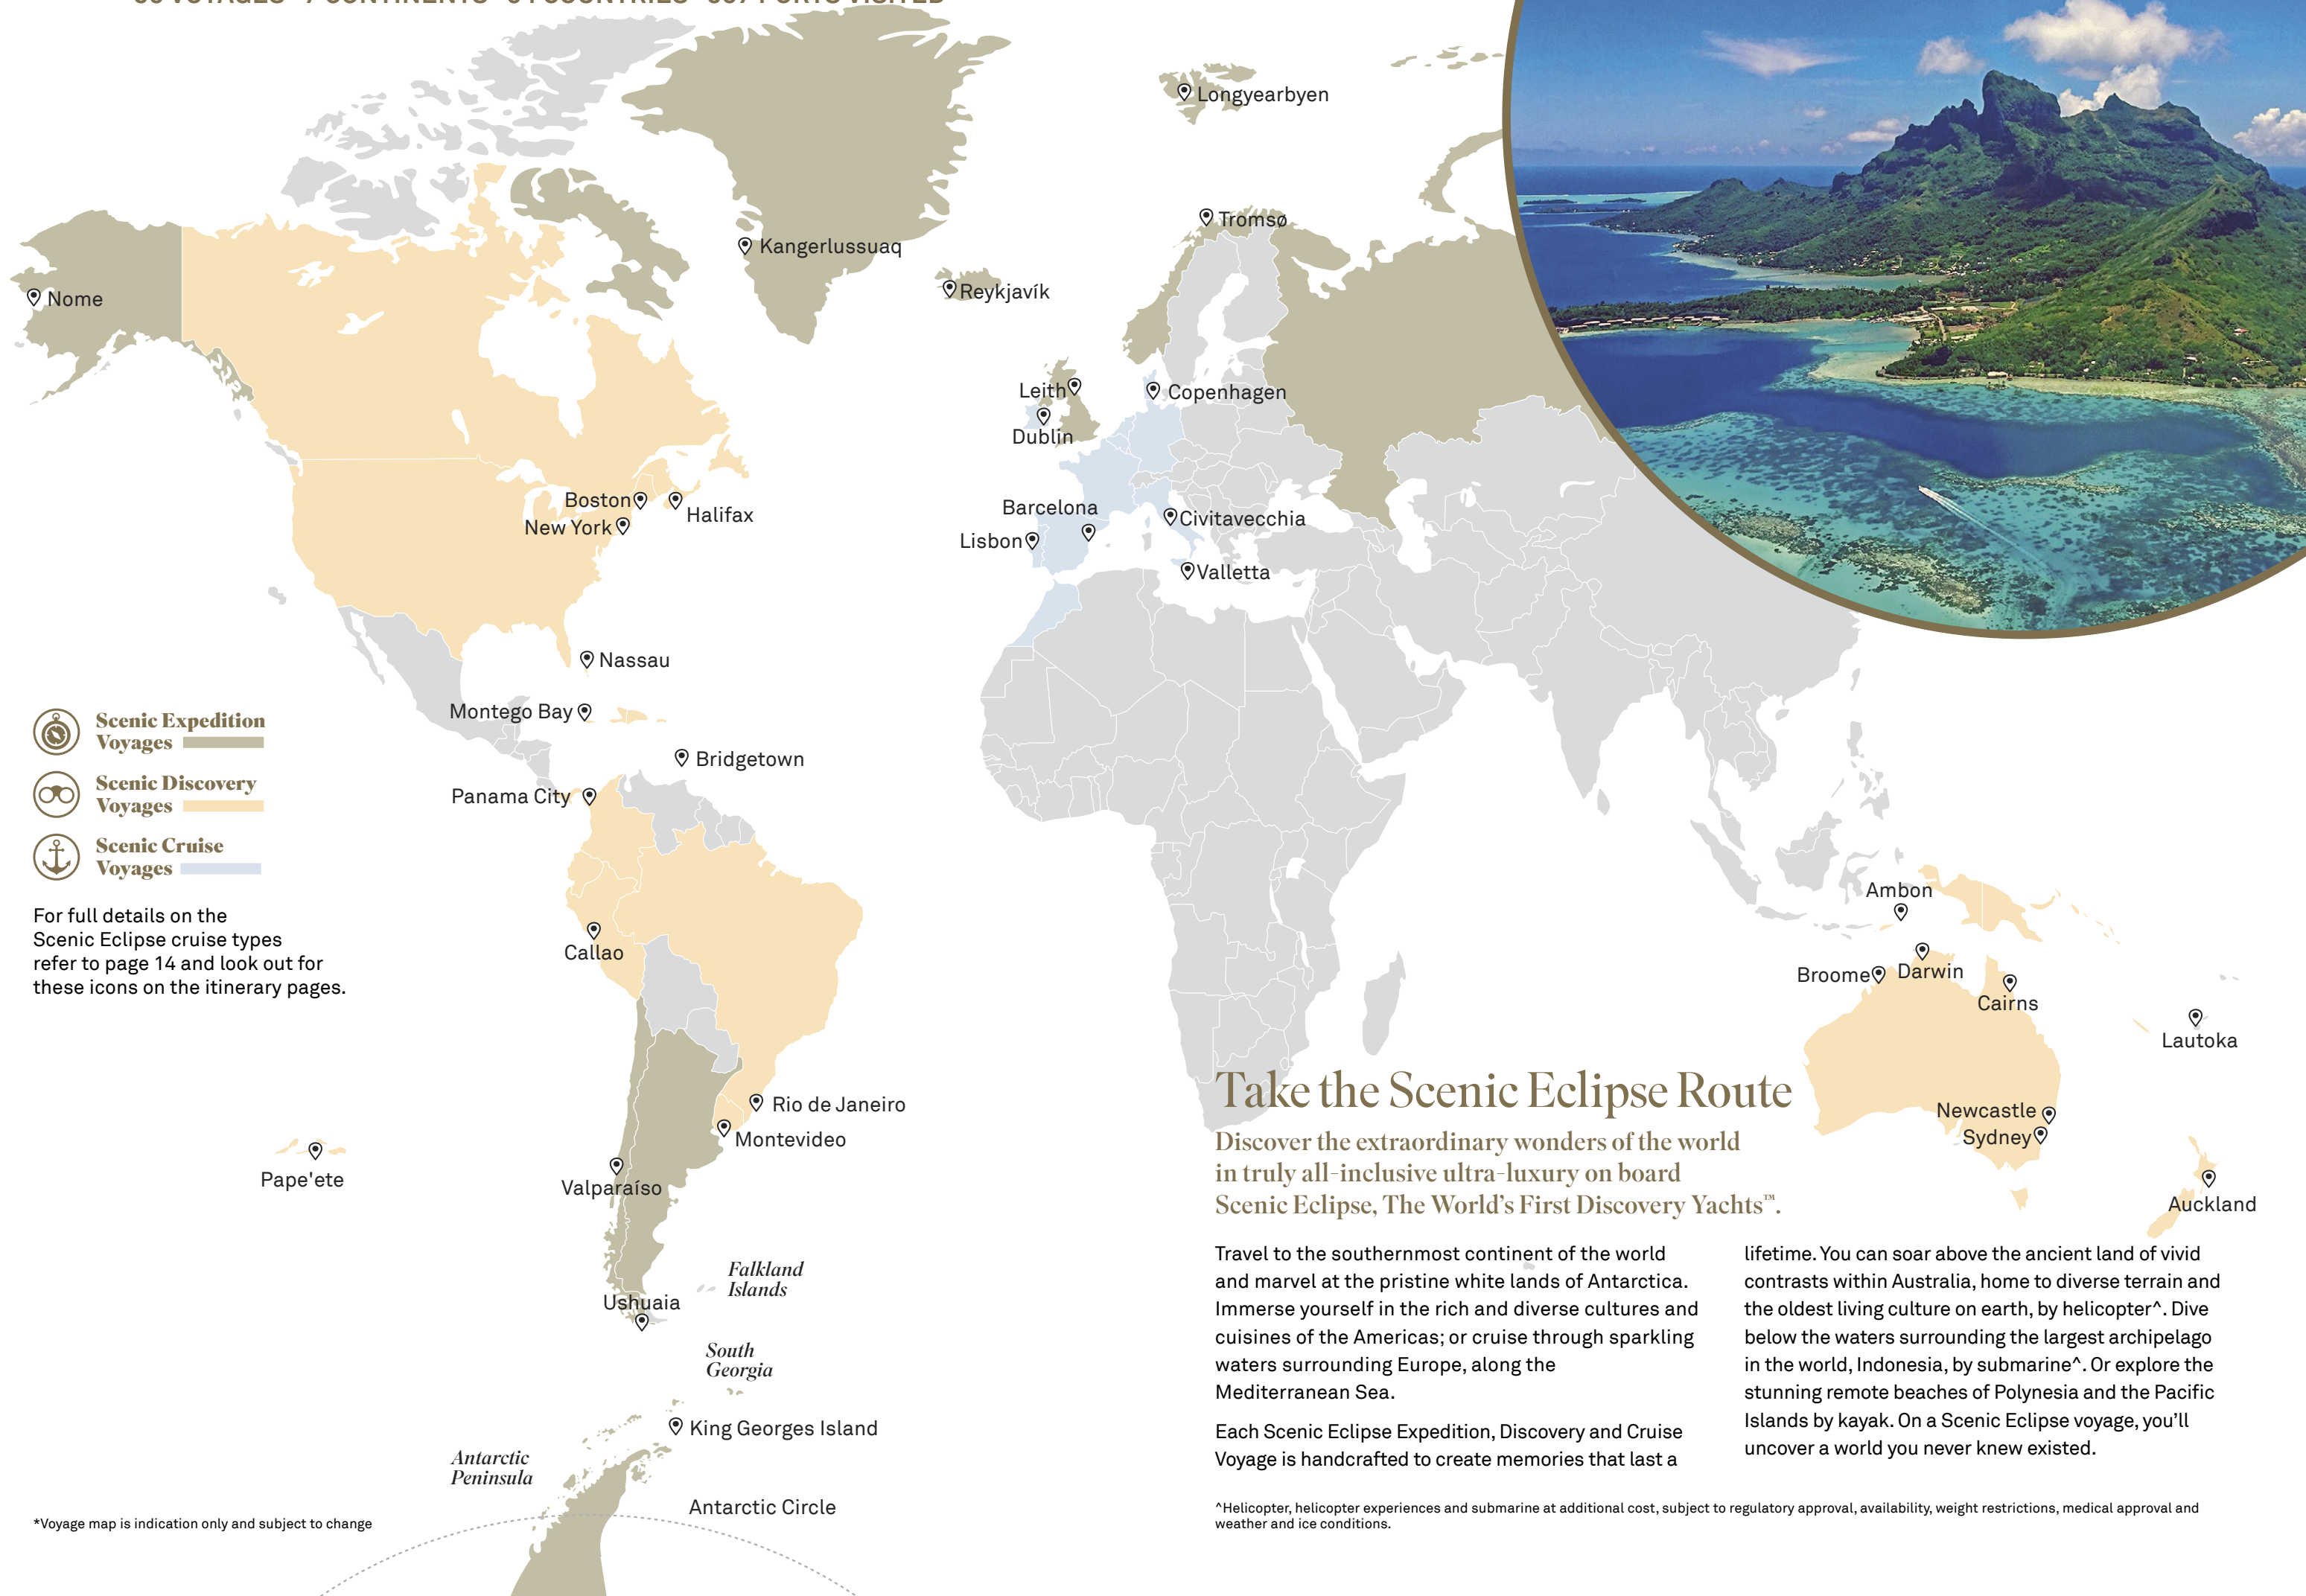 Longyearbyen
Tromsø
Kangerlussuaq
Reykjavík
Nome
Leith
Copenhagen
Dublin
Boston
Halifax
New York
Barcelona
Civitavecchia
Lisbon
Valletta
Nassau
Montego Bay
Bridgetown
Panama City
Scenic Expedition
Voyages
Scenic Discovery
Voyages
Scenic Cruise
Voyages
For full details on the
Scenic Eclipse cruise types
refer to page 14 and look out for
these icons on the itinerary pages.
Callao
Ambon
Broome
Darwin
Cairns
Lautoka
Newcastle
Sydney
Auckland
Rio de Janeiro
Montevideo
Pape'ete
Valparaíso
Falkland
Islands
Ushuaia
South
Georgia
King Georges Island
Antarctic
Peninsula
Antarctic Circle
*Voyage map is indication only and subject to change
Take the Scenic Eclipse Route
Discover the extraordinary wonders of the world
in truly all-inclusive ultra-luxury on board
Scenic Eclipse, The World's First Discovery Yachts™.
Travel to the southernmost continent of the world
and marvel at the pristine white lands of Antarctica.
Immerse yourself in the rich and diverse cultures and
cuisines of the Americas; or cruise through sparkling
waters surrounding Europe, along the
Mediterranean Sea.
Each Scenic Eclipse Expedition, Discovery and Cruise
Voyage is handcrafted to create memories that last a
lifetime. You can soar above the ancient land of vivid
contrasts within Australia, home to diverse terrain and
the oldest living culture on earth, by helicopter^. Dive
below the waters surrounding the largest archipelago
in the world, Indonesia, by submarine^. Or explore the
stunning remote beaches of Polynesia and the Pacific
Islands by kayak. On a Scenic Eclipse voyage, you'll
uncover a world you never knew existed.
^Helicopter, helicopter experiences and submarine at additional cost, subject to regulatory approval, availability, weight restrictions, medical approval and
weather and ice conditions.